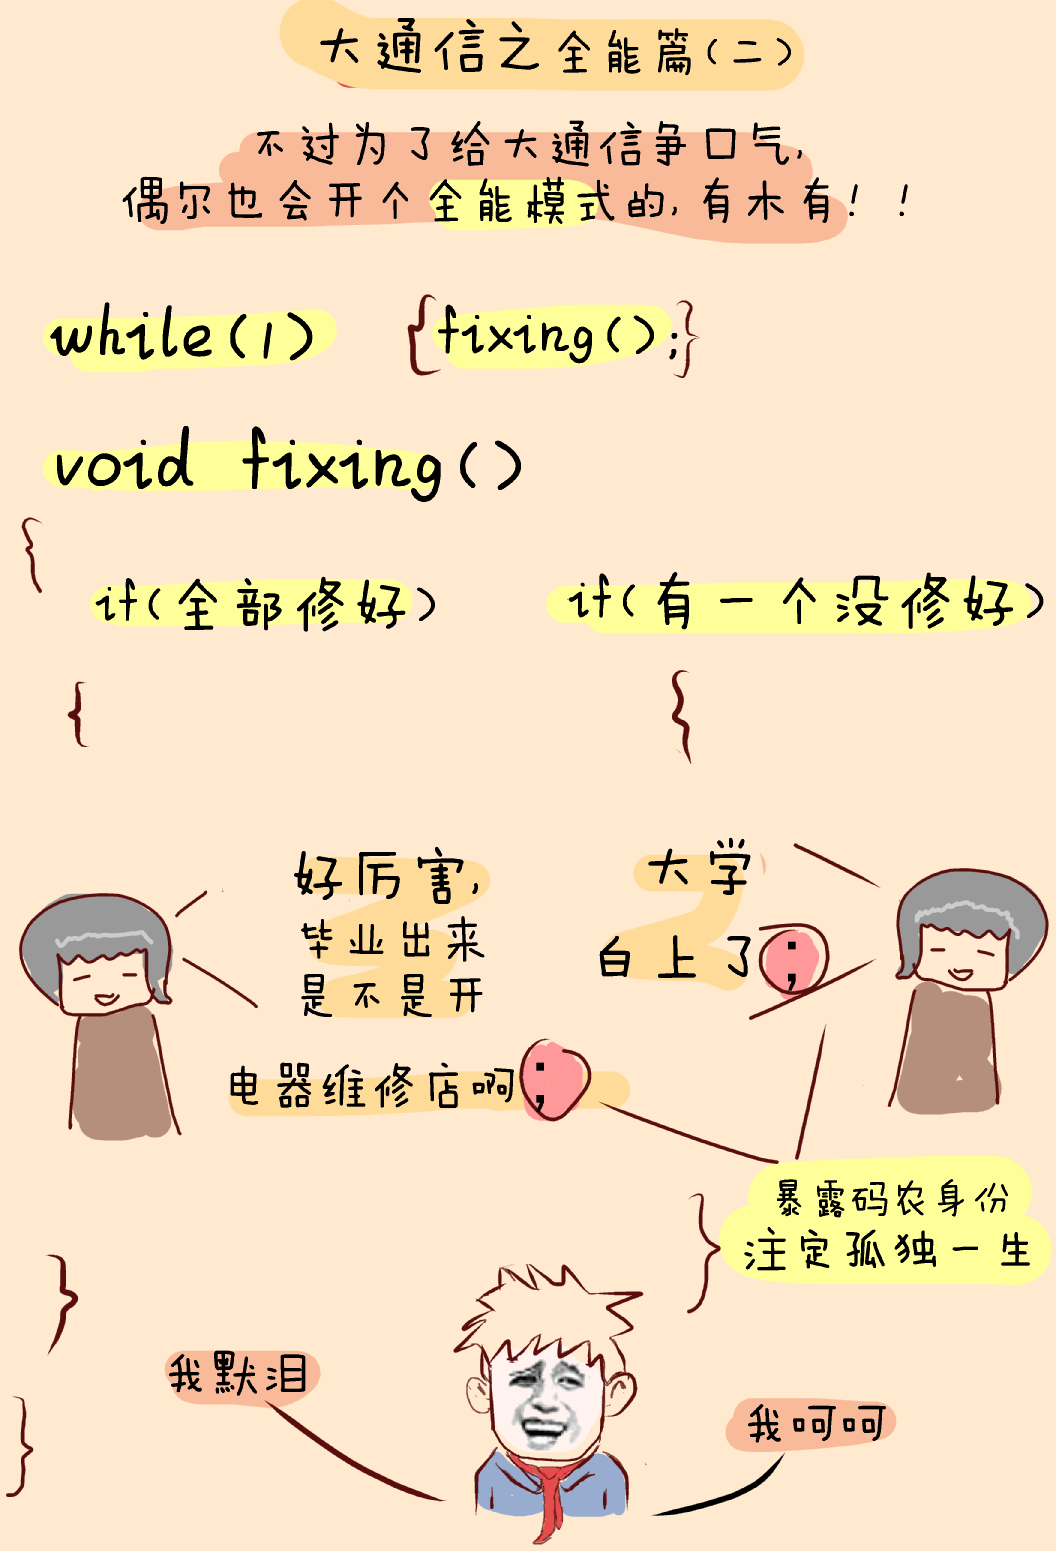 大通信之全能篇(二)
不过为了给大通信争口气,
偶尔也会开个全能模式的,有木有!!
while(1) {fixing();}
void fixing()
{
if(全部修好) if(有一个没修好)
{ {
好厉害,
毕业出来
是不是开
电器维修店啊;
大学
白上了;
暴露码农身份
注定孤独一生
}
}
我默泪
我呵呵
}